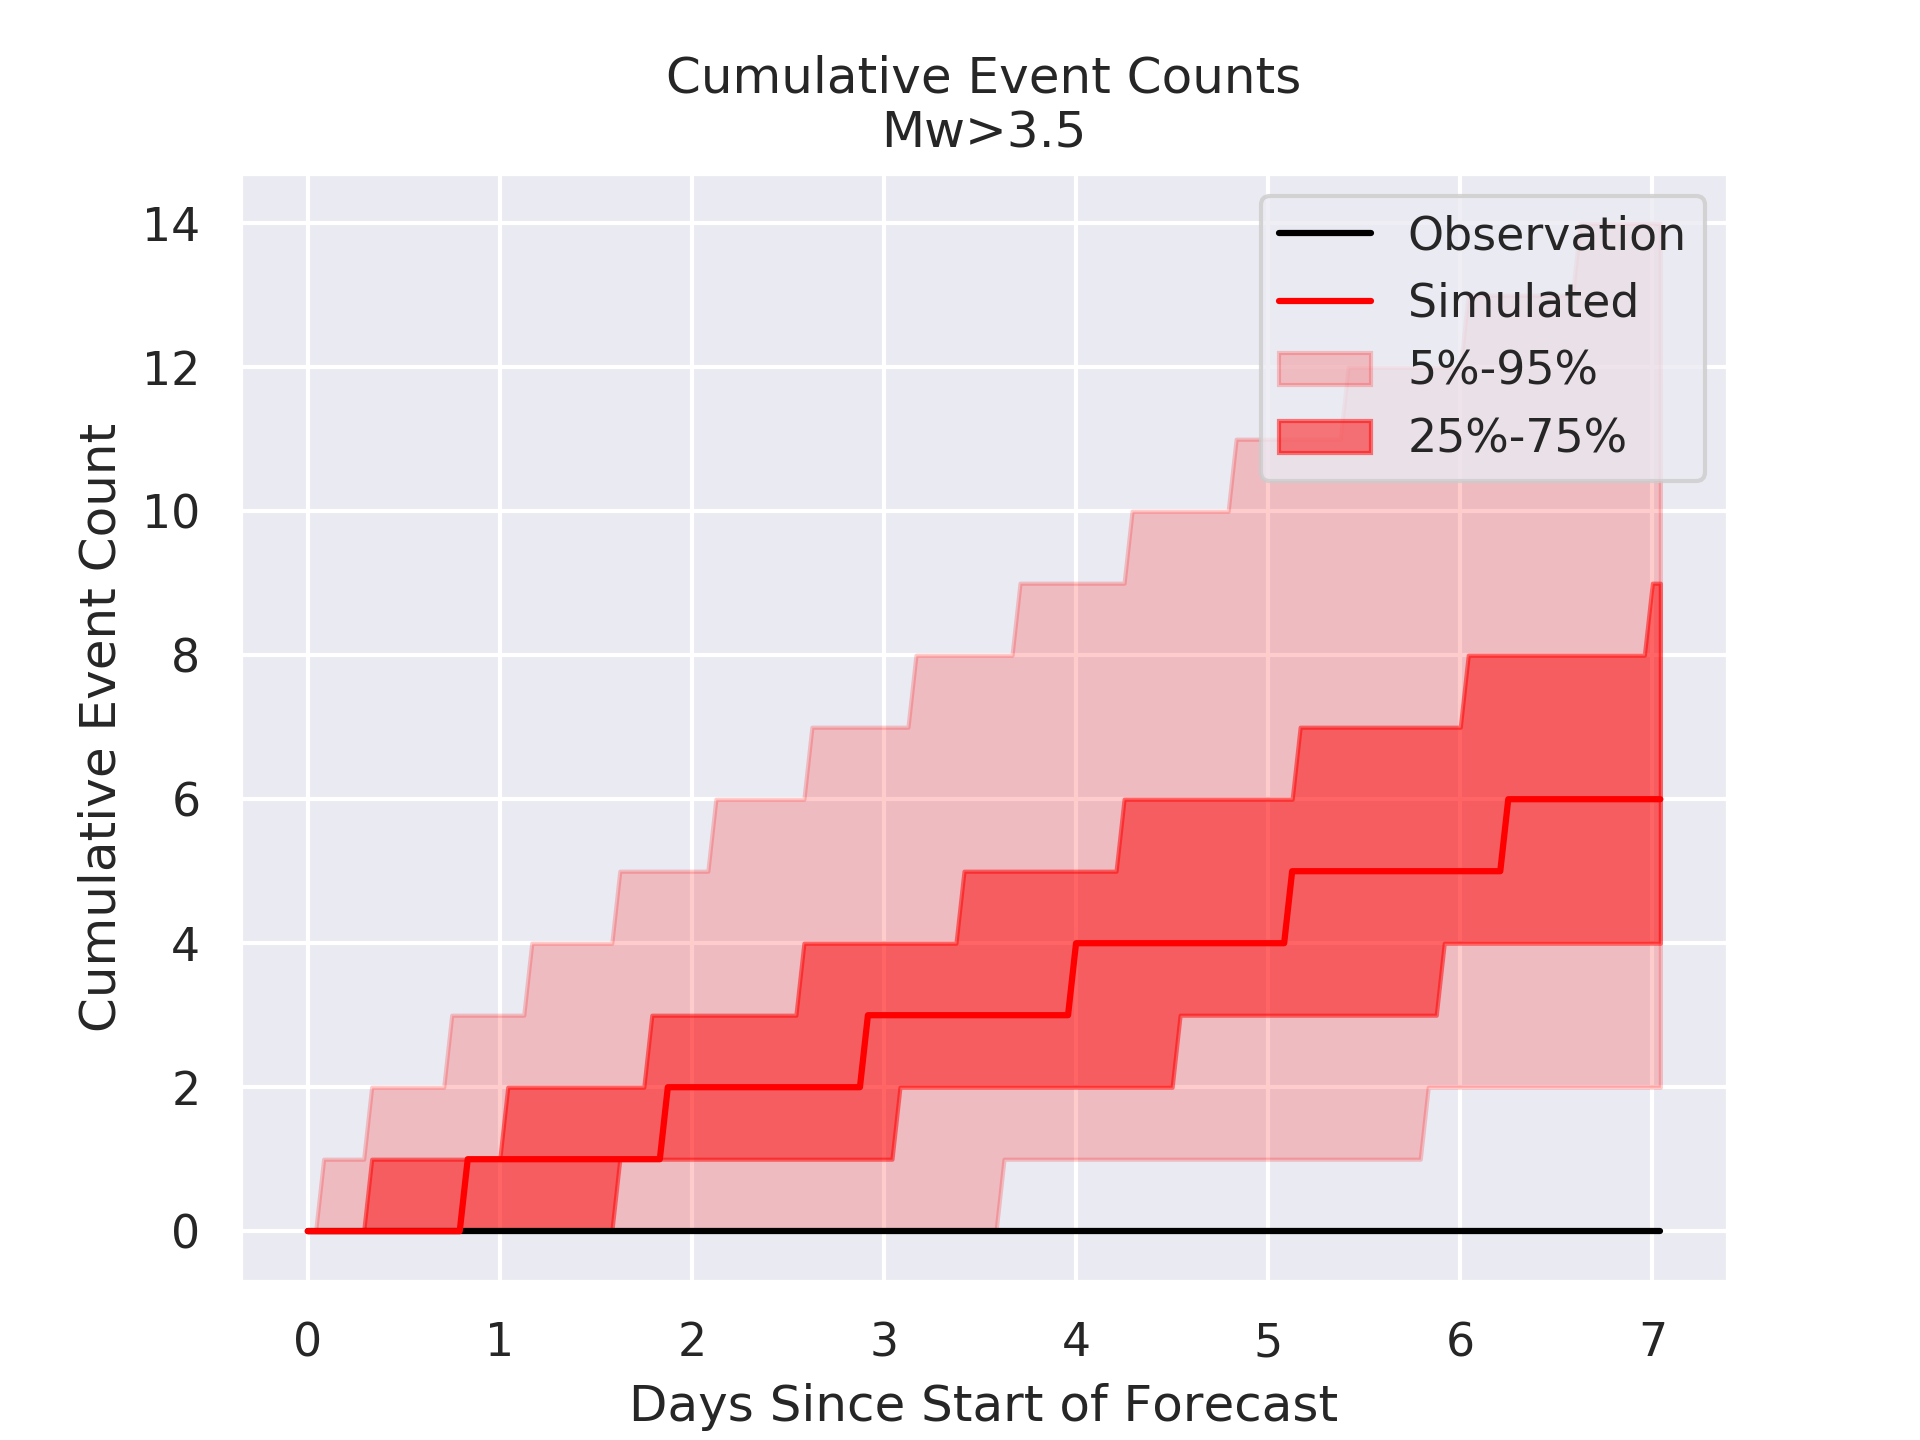 Cumulative Event Counts
Mw>3.5
Cumulative Event Count
14
12
10
8
6
4
2
0
Observation
Simulated
5%-95%
25%-75%
0 1 2 3 4 5 6 7
Days Since Start of Forecast